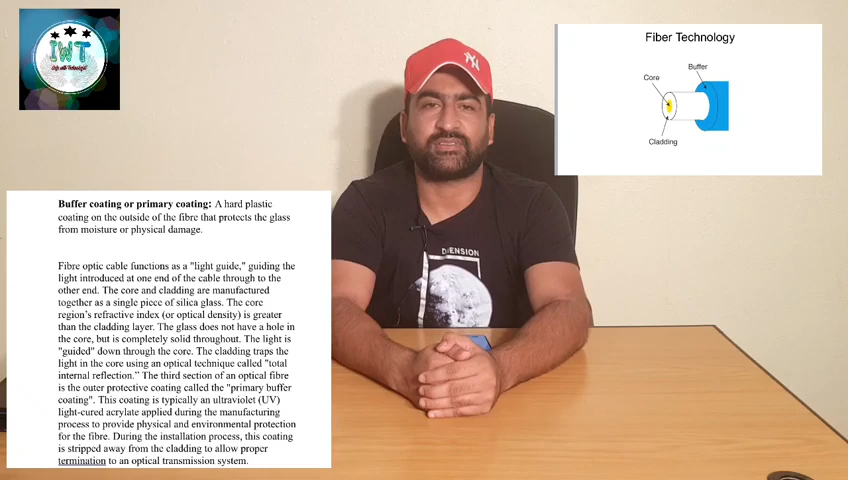 IWT
Fiber Technology
Buffer
Core
Cladding
NY
DIMENSION
Buffer coating or primary coating: A hard plastic
coating on the outside of the fibre that protects the glass
from moisture or physical damage.
Fibre optic cable functions as a "light guide," guiding the
light introduced at one end of the cable through to the
other end. The core and cladding are manufactured
together as a single piece of silica glass. The core
region's refractive index (or optical density) is greater
than the cladding layer. The glass does not have a hole in
the core, but is completely solid throughout. The light is
"guided" down through the core. The cladding traps the
light in the core using an optical technique called "total
internal reflection." The third section of an optical fibre
is the outer protective coating called the "primary buffer
coating". This coating is typically an ultraviolet (UV)
light-cured acrylate applied during the manufacturing
process to provide physical and environmental protection
for the fibre. During the installation process, this coating
is stripped away from the cladding to allow proper
termination to an optical transmission system.